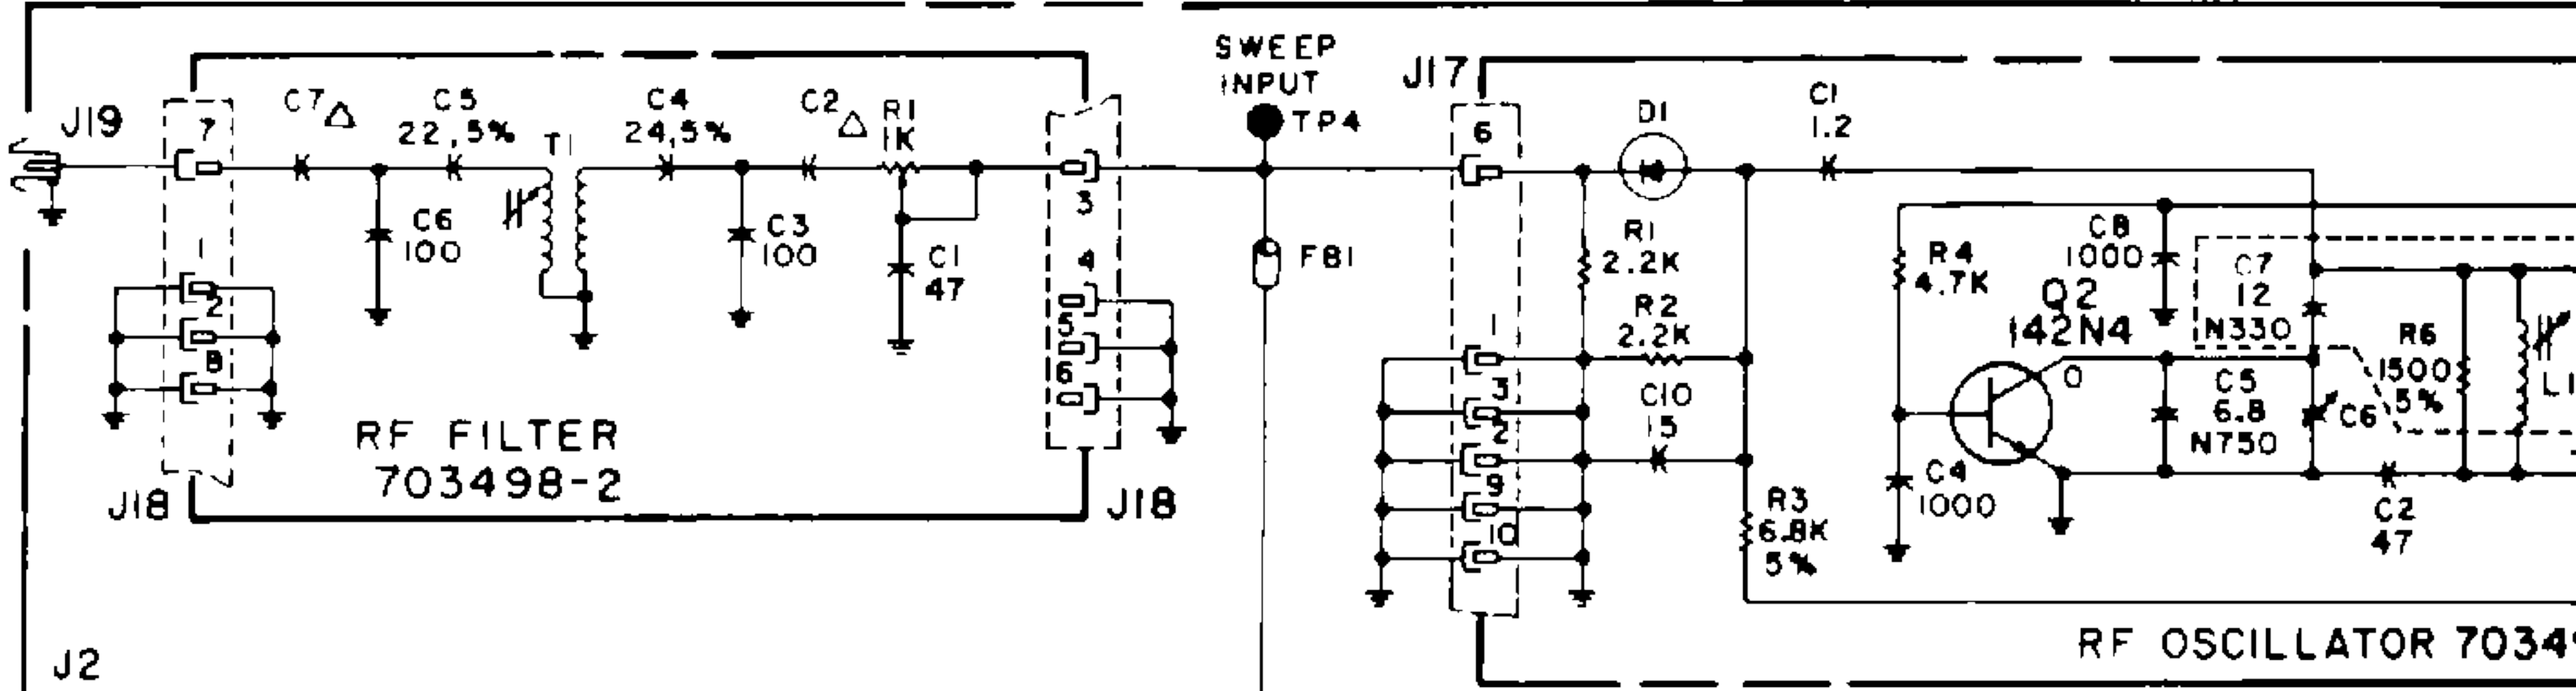 SWEEP
INPUT
TP4
FB1
J19
7
C7
C5
22,5%
T1
C4
24,5%
C2
R1
1K
C6
100
C3
100
C1
47
1
2
8
3
4
5
6
RF FILTER
703498-2
J18
J18
J2
J17
6
D1
C1
1.2
R1
2.2K
R2
2.2K
C10
15
1
3
2
9
10
R3
6.8K
5%
R4
4.7K
C8
1000
Q2
142N4
O
C7
12
N330
C5
6.8
N750
C6
R6
1500
5%
L1
C4
1000
C2
47
RF OSCILLATOR 7034